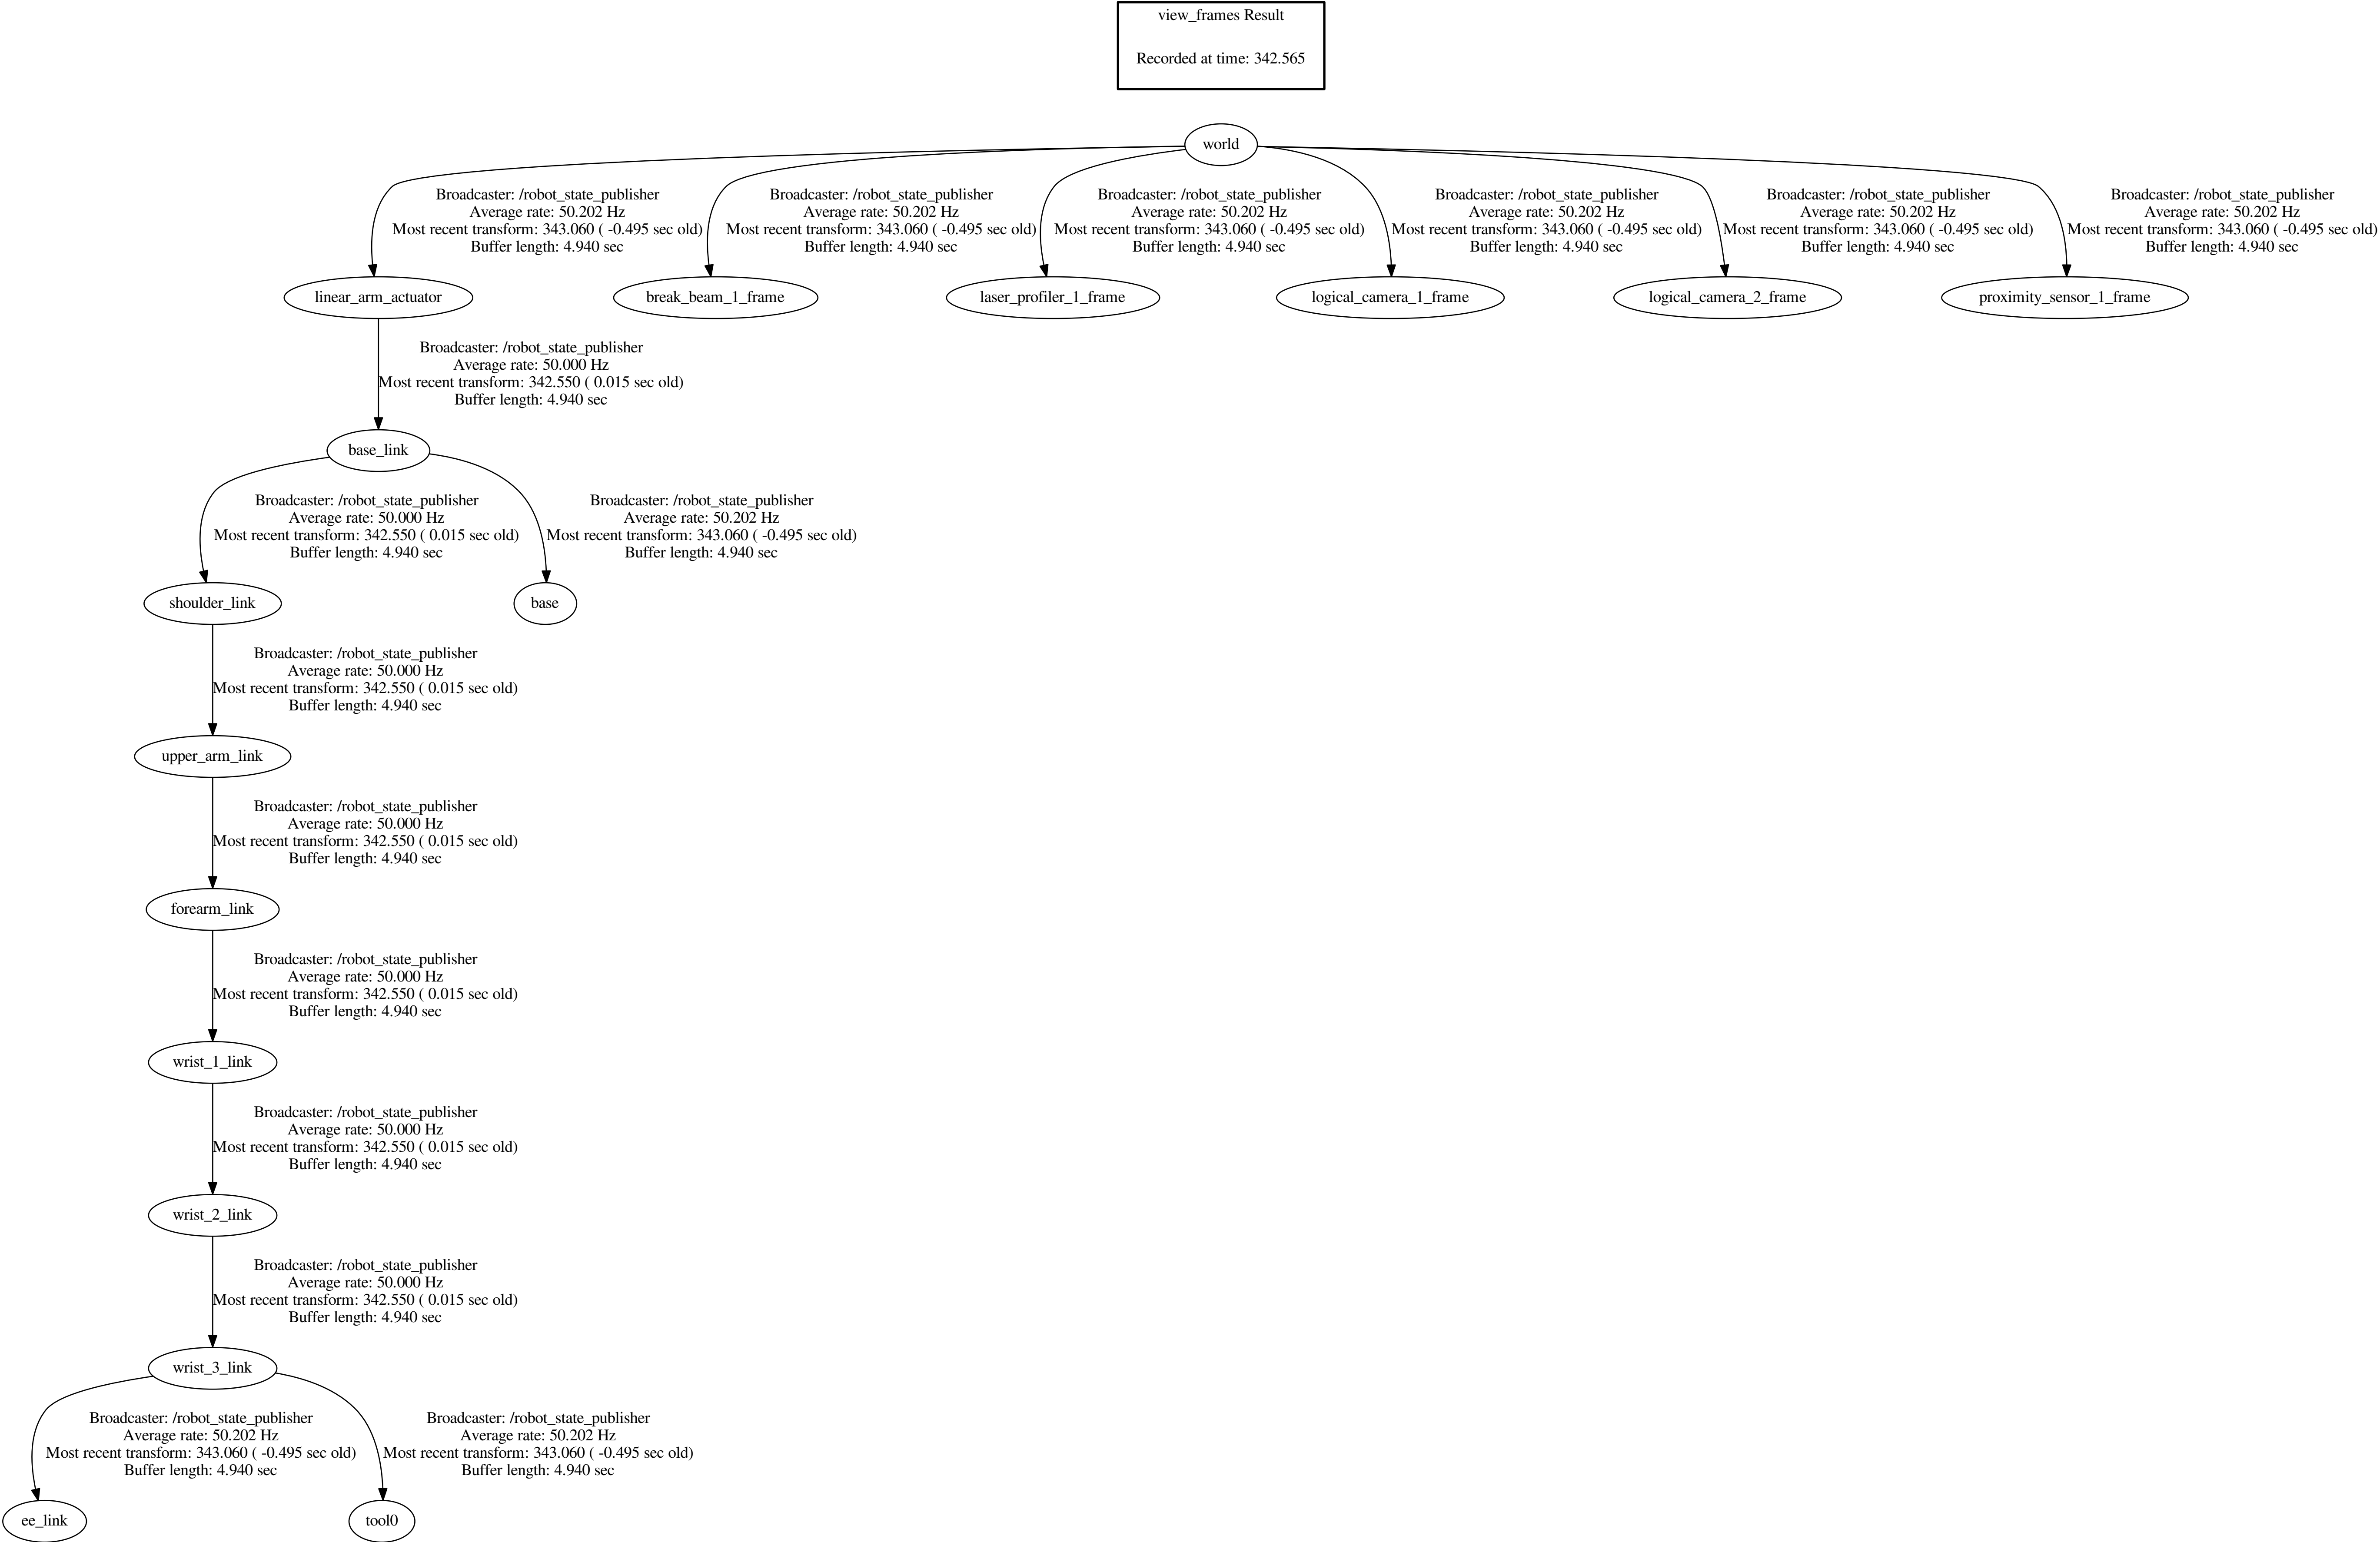 view_frames Result
Recorded at time: 342.565
world
Broadcaster: /robot_state_publisher
Average rate: 50.202 Hz
Most recent transform: 343.060 ( -0.495 sec old)
Buffer length: 4.940 sec
Broadcaster: /robot_state_publisher
Average rate: 50.202 Hz
Most recent transform: 343.060 ( -0.495 sec old)
Buffer length: 4.940 sec
Broadcaster: /robot_state_publisher
Average rate: 50.202 Hz
Most recent transform: 343.060 ( -0.495 sec old)
Buffer length: 4.940 sec
Broadcaster: /robot_state_publisher
Average rate: 50.202 Hz
Most recent transform: 343.060 ( -0.495 sec old)
Buffer length: 4.940 sec
Broadcaster: /robot_state_publisher
Average rate: 50.202 Hz
Most recent transform: 343.060 ( -0.495 sec old)
Buffer length: 4.940 sec
Broadcaster: /robot_state_publisher
Average rate: 50.202 Hz
Most recent transform: 343.060 ( -0.495 sec old)
Buffer length: 4.940 sec
linear_arm_actuator
break_beam_1_frame
laser_profiler_1_frame
logical_camera_1_frame
logical_camera_2_frame
proximity_sensor_1_frame
Broadcaster: /robot_state_publisher
Average rate: 50.000 Hz
Most recent transform: 342.550 ( 0.015 sec old)
Buffer length: 4.940 sec
base_link
Broadcaster: /robot_state_publisher
Average rate: 50.000 Hz
Most recent transform: 342.550 ( 0.015 sec old)
Buffer length: 4.940 sec
Broadcaster: /robot_state_publisher
Average rate: 50.202 Hz
Most recent transform: 343.060 ( -0.495 sec old)
Buffer length: 4.940 sec
shoulder_link
base
Broadcaster: /robot_state_publisher
Average rate: 50.000 Hz
Most recent transform: 342.550 ( 0.015 sec old)
Buffer length: 4.940 sec
upper_arm_link
Broadcaster: /robot_state_publisher
Average rate: 50.000 Hz
Most recent transform: 342.550 ( 0.015 sec old)
Buffer length: 4.940 sec
forearm_link
Broadcaster: /robot_state_publisher
Average rate: 50.000 Hz
Most recent transform: 342.550 ( 0.015 sec old)
Buffer length: 4.940 sec
wrist_1_link
Broadcaster: /robot_state_publisher
Average rate: 50.000 Hz
Most recent transform: 342.550 ( 0.015 sec old)
Buffer length: 4.940 sec
wrist_2_link
Broadcaster: /robot_state_publisher
Average rate: 50.000 Hz
Most recent transform: 342.550 ( 0.015 sec old)
Buffer length: 4.940 sec
wrist_3_link
Broadcaster: /robot_state_publisher
Average rate: 50.202 Hz
Most recent transform: 343.060 ( -0.495 sec old)
Buffer length: 4.940 sec
Broadcaster: /robot_state_publisher
Average rate: 50.202 Hz
Most recent transform: 343.060 ( -0.495 sec old)
Buffer length: 4.940 sec
ee_link
tool0